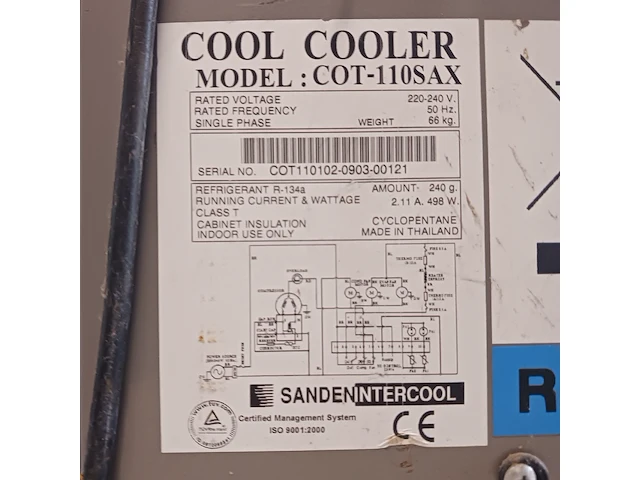 COOL COOLER
MODEL : COT-110SAX
RATED VOLTAGE 220-240 V.
RATED FREQUENCY 50 Hz.
SINGLE PHASE WEIGHT 66 kg.
SERIAL NO. COT110102-0903-00121
REFRIGERANT R-134a AMOUNT- 240 g.
RUNNING CURRENT & WATTAGE 2.11 A. 498 W.
CLASS T
CABINET INSULATION CYCLOPENTANE
INDOOR USE ONLY MADE IN THAILAND
SANDENINTERCOOL
Certified Management System
ISO 9001:2000
CE
R